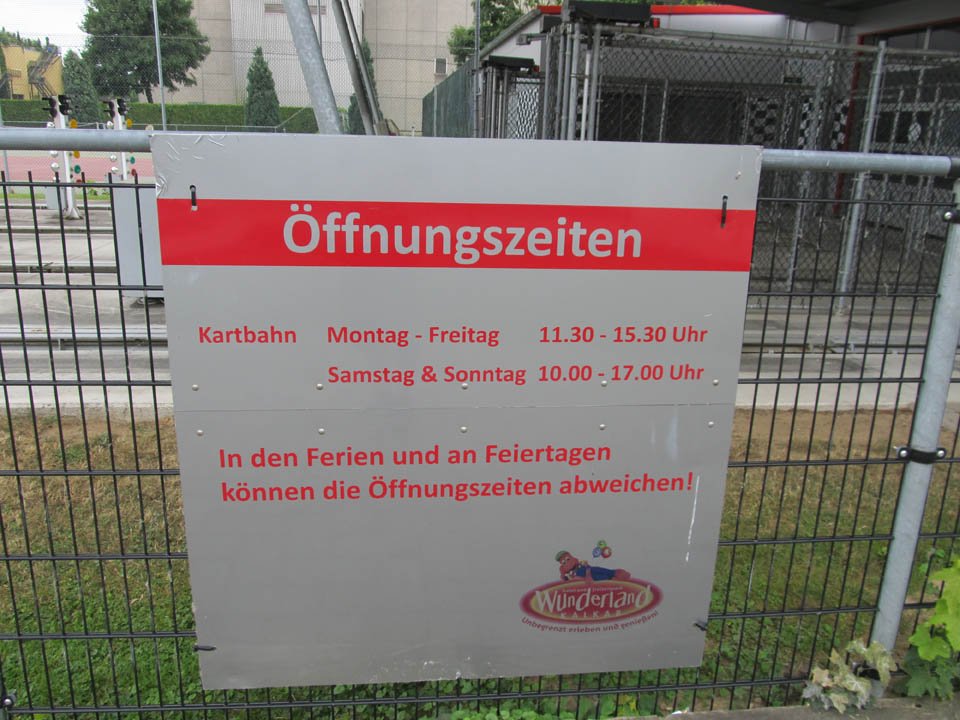 Öffnungszeiten
Kartbahn Montag - Freitag 11.30 - 15.30 Uhr
Samstag & Sonntag 10.00 - 17.00 Uhr
In den Ferien und an Feiertagen
können die Öffnungszeiten abweichen!
Wunderland
KALKAR
Unbegrenzt erleben und genießen!